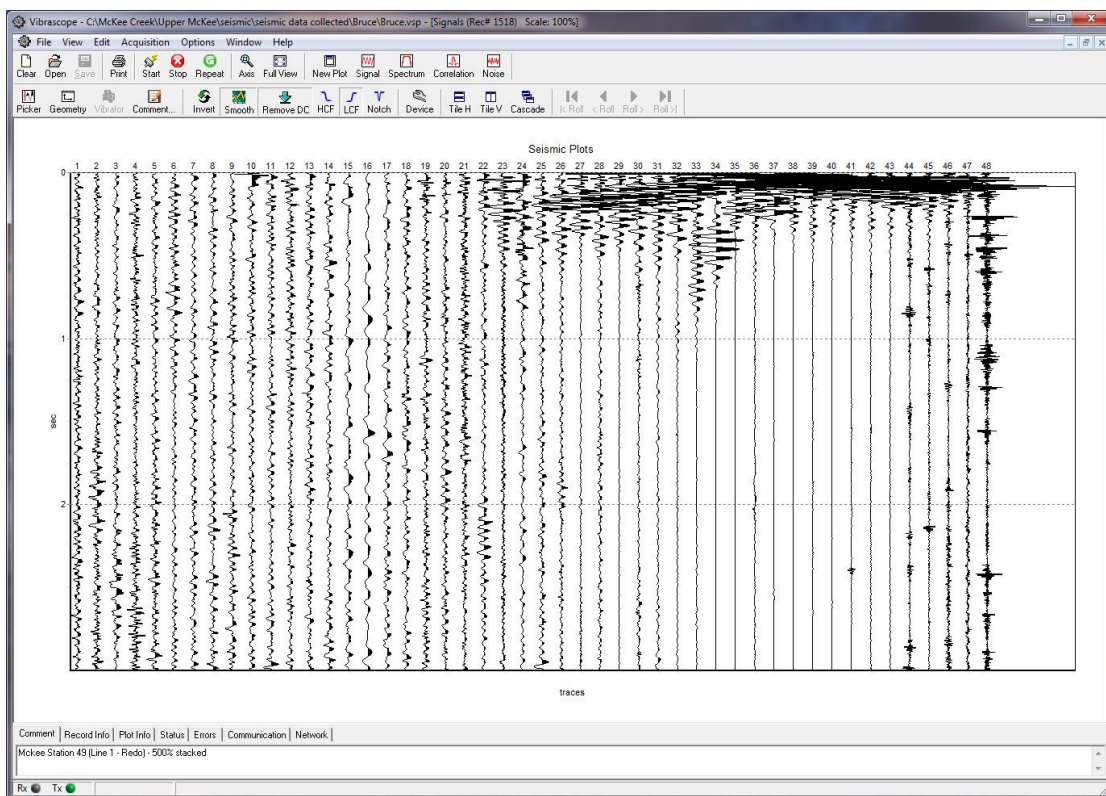 Vibrascope - C:\McKee Creek\Upper McKee\seismic\seismic data collected\Bruce\Bruce.vsp - [Signals (Rec# 1518) Scale: 100%]
File View Edit Acquisition Options Window Help
Clear Open Save Print Start Stop Repeat Axis Full View New Plot Signal Spectrum Correlation Noise
Picker Geometry Vibrator Comment... Invert Smooth Remove DC HCF LCF Notch Device Tile H Tile V Cascade |< Roll < Roll Roll > Roll >|
Seismic Plots
1 2 3 4 5 6 7 8 9 10 11 12 13 14 15 16 17 18 19 20 21 22 23 24 25 26 27 28 29 30 31 32 33 34 35 36 37 38 39 40 41 42 43 44 45 46 47 48
0
1
sec
2
traces
Comment Record Info Plot Info Status Errors Communication Network
Mckee Station 49 (Line 1 - Redo) - 500% stacked
Rx Tx